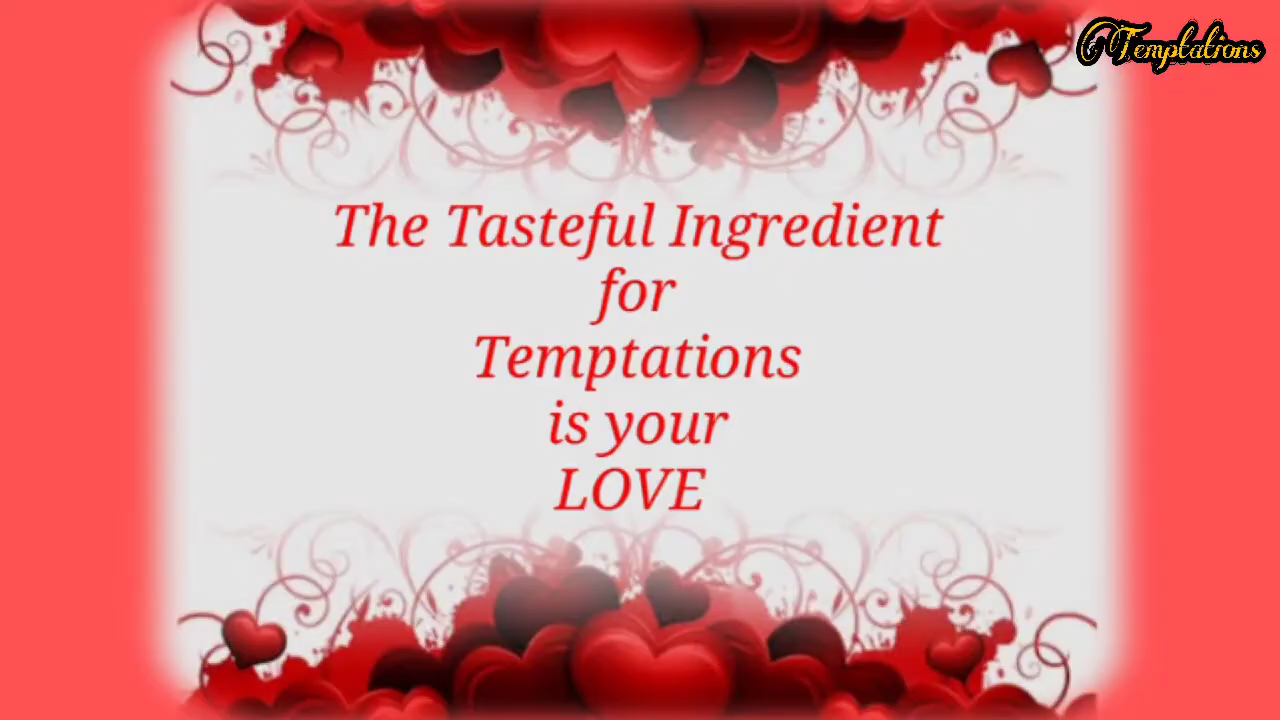 Temptations
The Tasteful Ingredient
for
Temptations
is your
LOVE